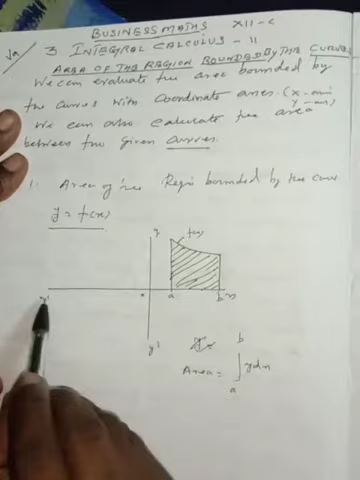 BUSINESS MATHS XII-C
3 INTEGRAL CALCULUS - II
AREA OF THE REGION BOUNDED BY THE CURVES
We can evaluate the area bounded by
the curves with coordinate axes. (x-axis
y-axis)
We can also calculate the area
between two given curves.
1. Area of the Region bounded by the curve
y = f(x)
y
f(x)
x' a b x
y'
Area = ∫ y dx
b
a